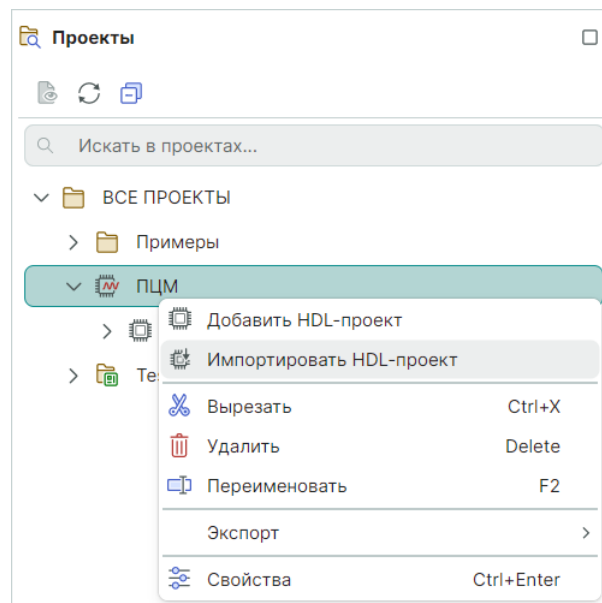 Проекты
Искать в проектах...
ВСЕ ПРОЕКТЫ
Примеры
ПЦМ
Добавить HDL-проект
Импортировать HDL-проект
Вырезать Ctrl+X
Удалить Delete
Переименовать F2
Экспорт
Свойства Ctrl+Enter